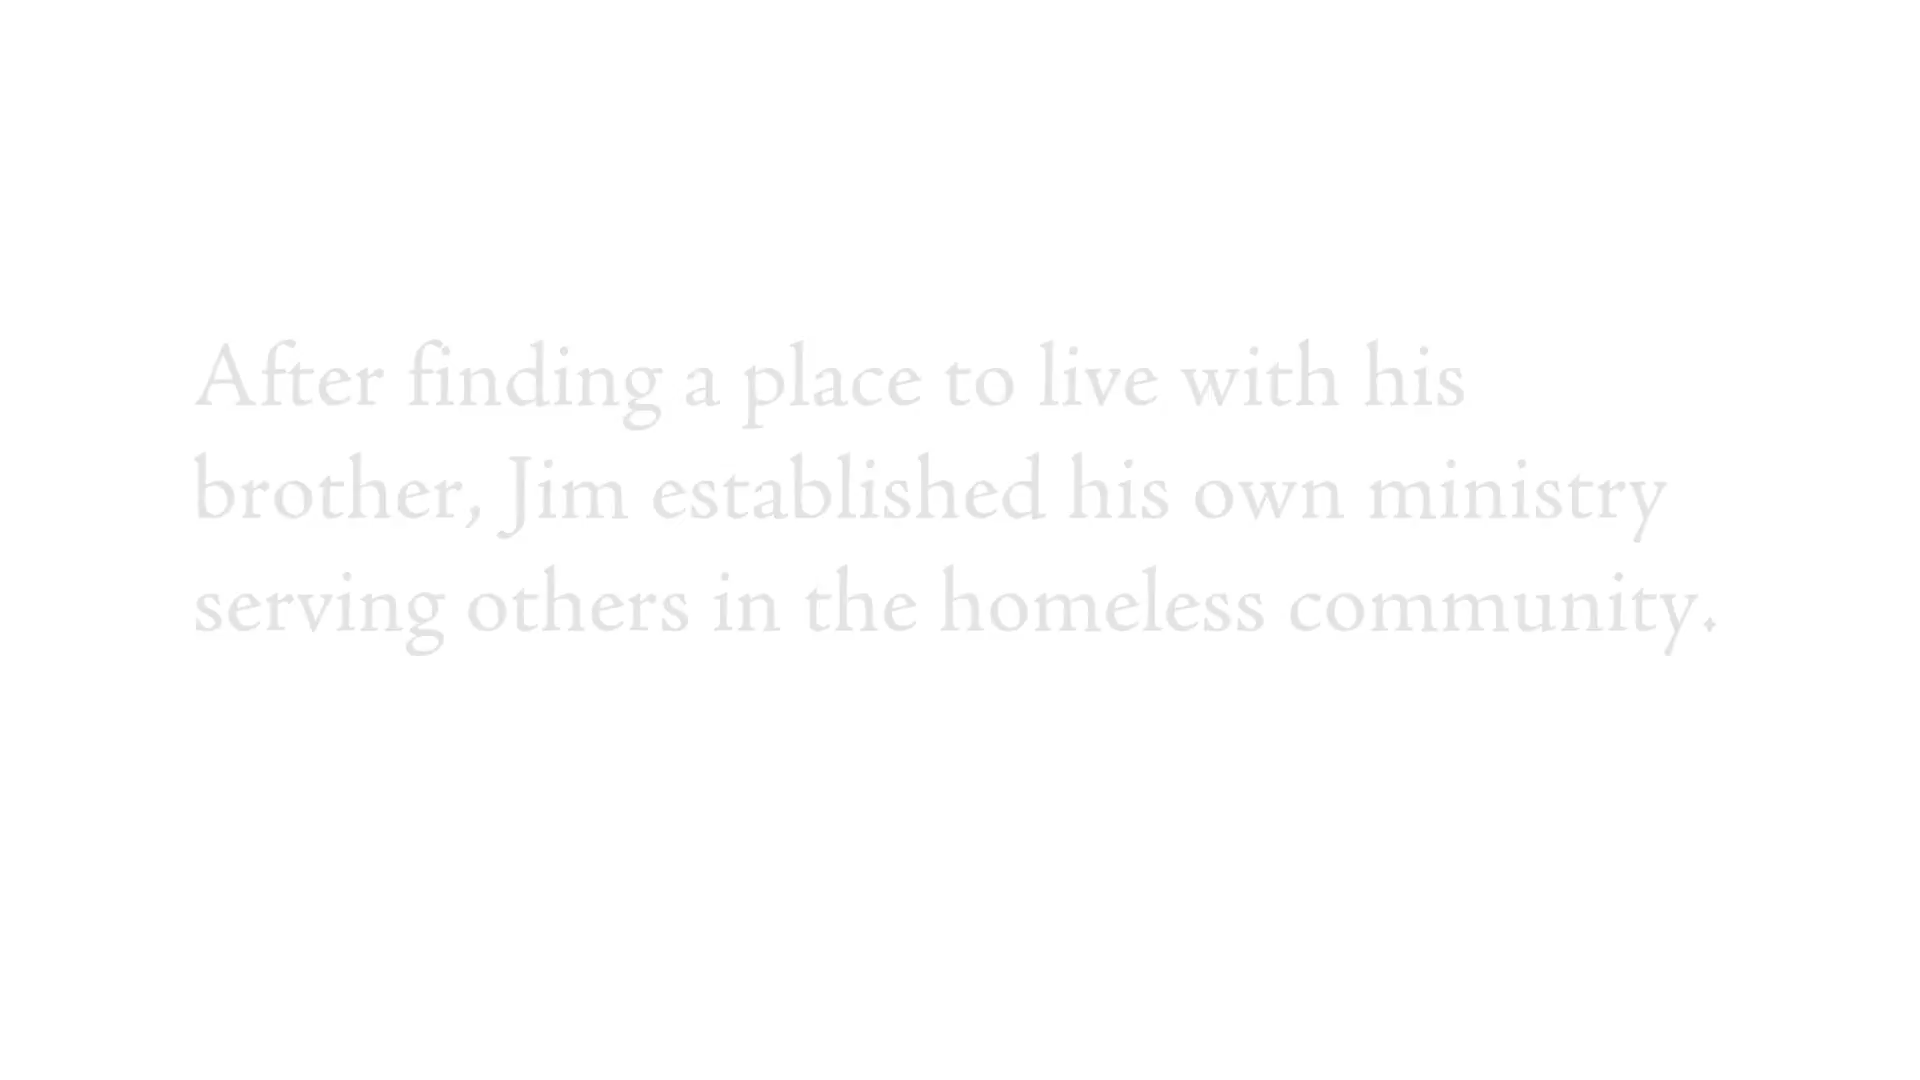 After finding a place to live with his
brother, Jim established his own ministry
serving others in the homeless community.